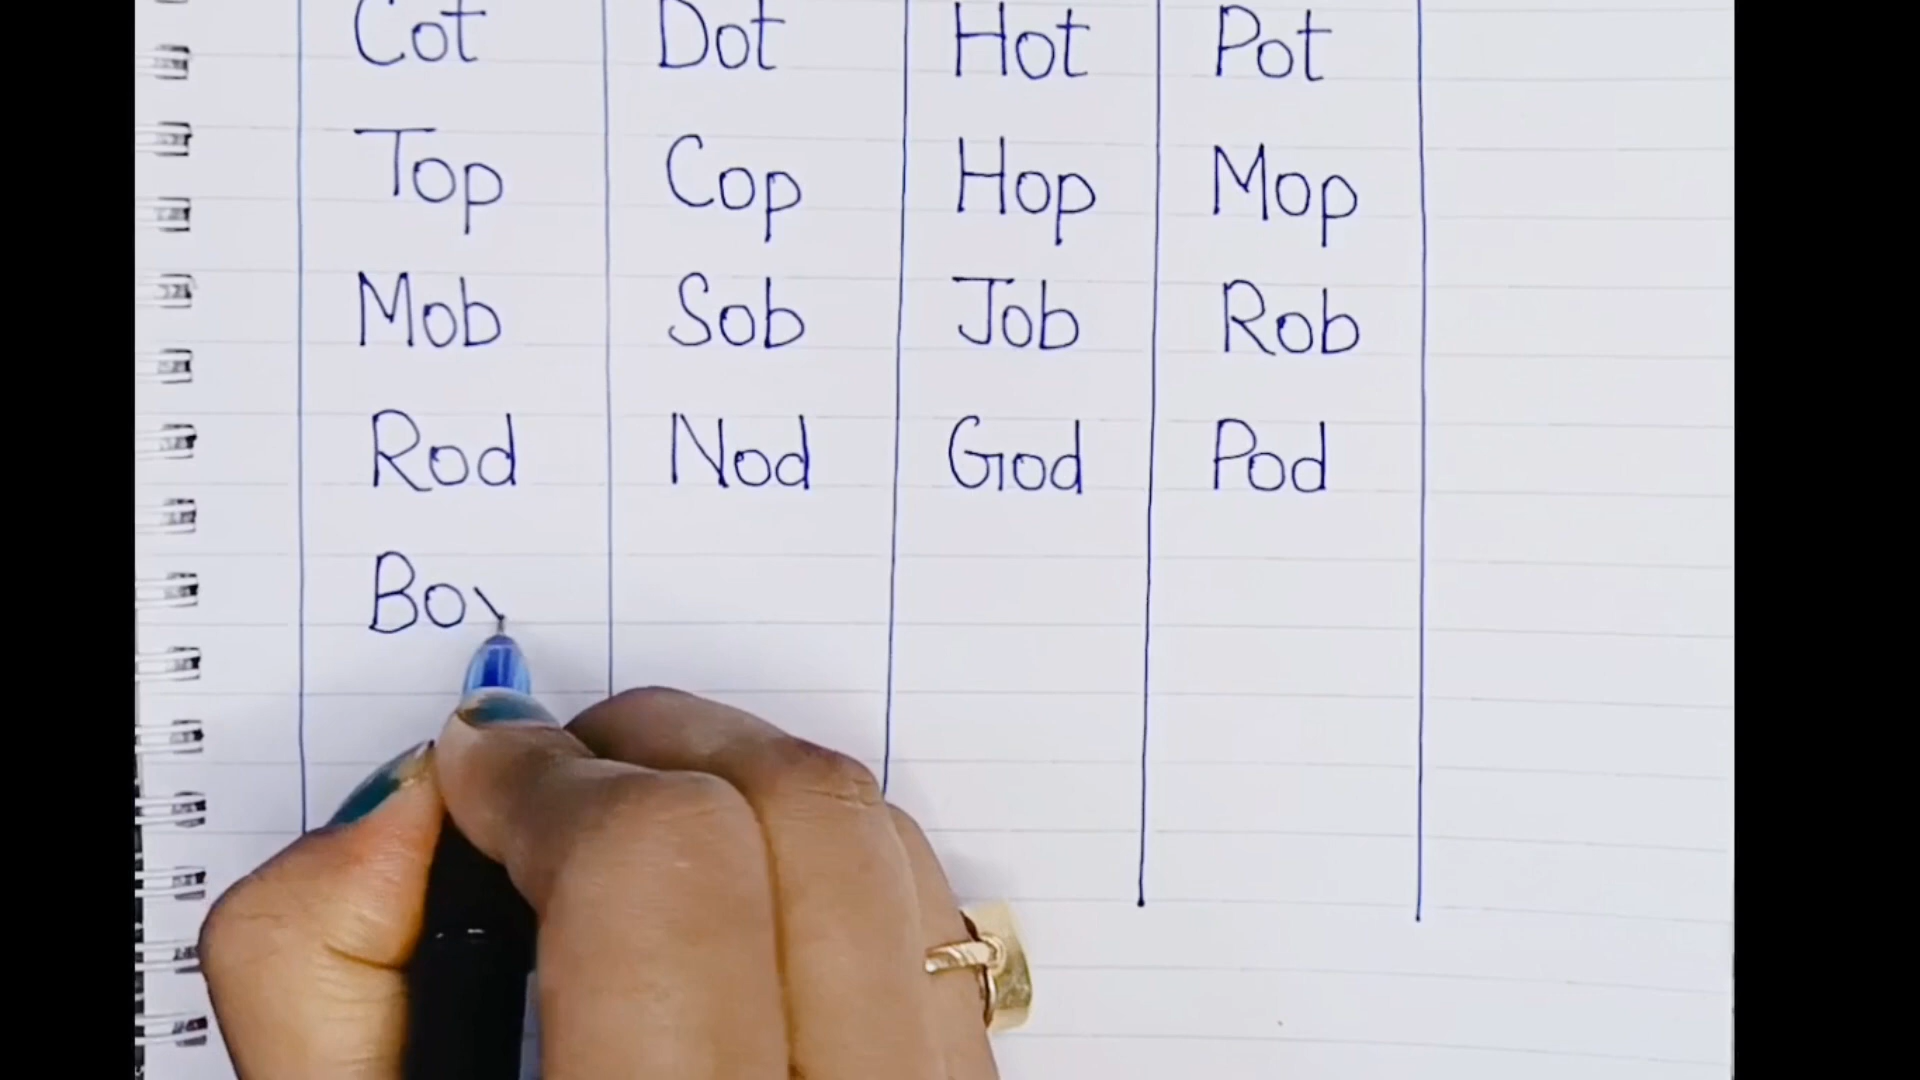 Cot Dot Hot Pot
Top Cop Hop Mop
Mob Sob Job Rob
Rod Nod God Pod
Bo